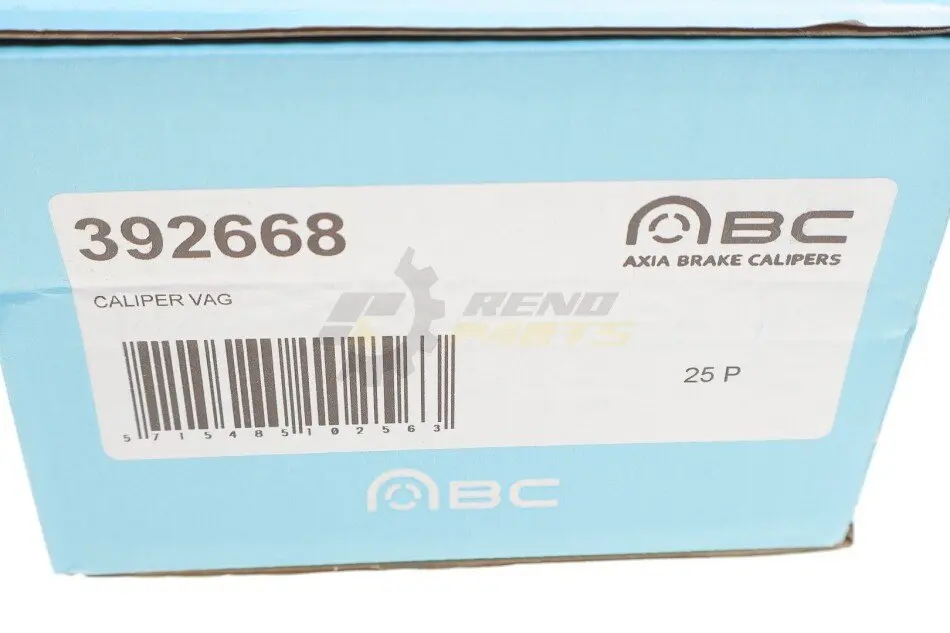 392668
ABC
AXIA BRAKE CALIPERS
CALIPER VAG
RENO
PARTS
25 P
5715485102563
ABC